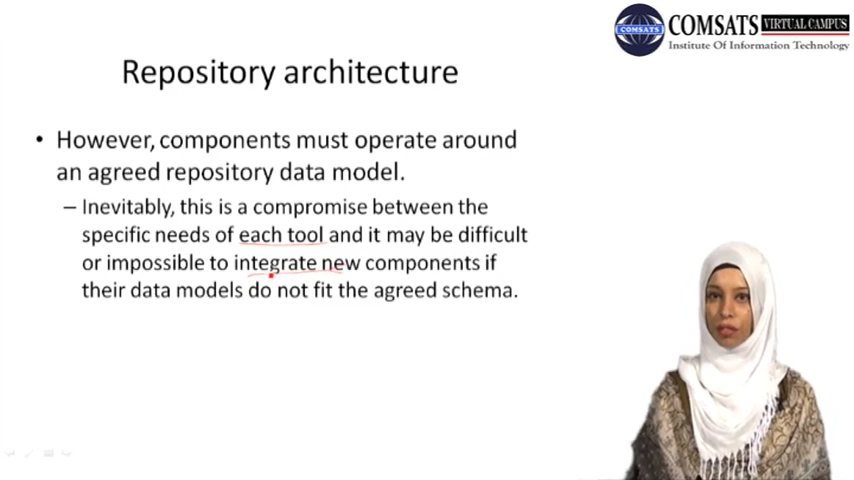 COMSATS
COMSATS VIRTUAL CAMPUS
Institute Of Information Technology
Repository architecture
• However, components must operate around
an agreed repository data model.
– Inevitably, this is a compromise between the
specific needs of each tool and it may be difficult
or impossible to integrate new components if
their data models do not fit the agreed schema.